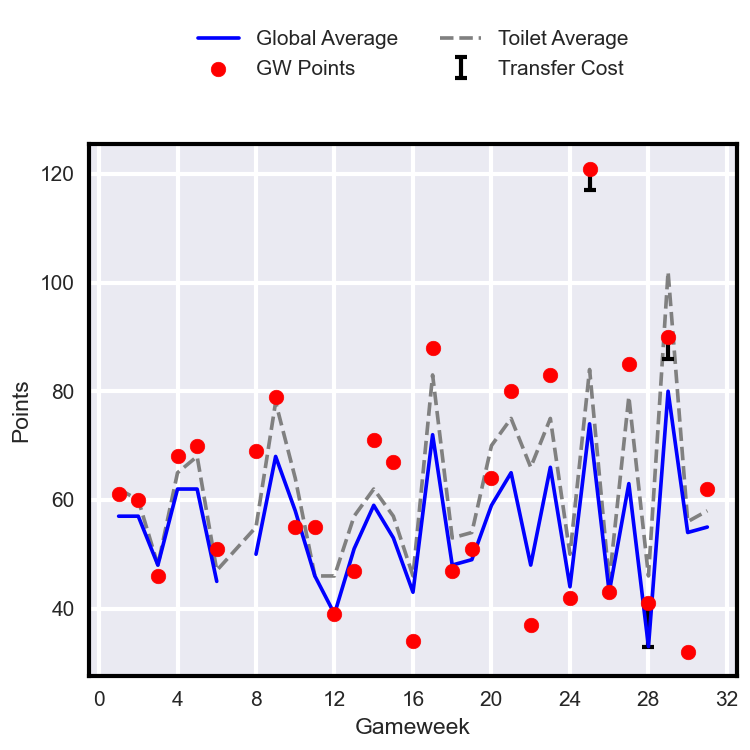 Global Average
GW Points
Toilet Average
Transfer Cost
120
100
80
60
40
Points
0 4 8 12 16 20 24 28 32
Gameweek